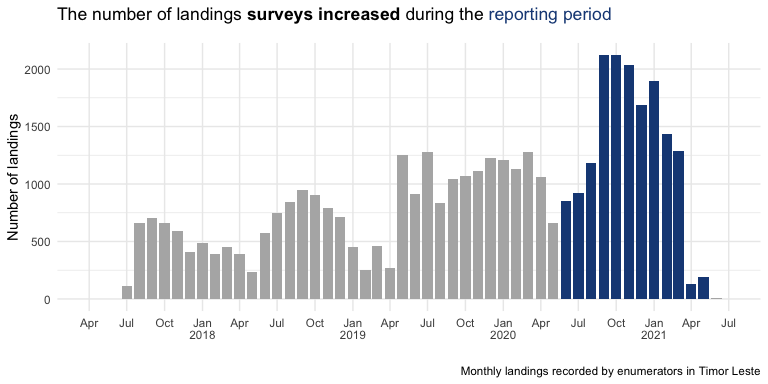 The number of landings surveys increased during the reporting period
Number of landings
2000
1500
1000
500
0
Apr Jul Oct Jan Apr Jul Oct Jan Apr Jul Oct Jan Apr Jul Oct Jan Apr Jul
2018 2019 2020 2021
Monthly landings recorded by enumerators in Timor Leste